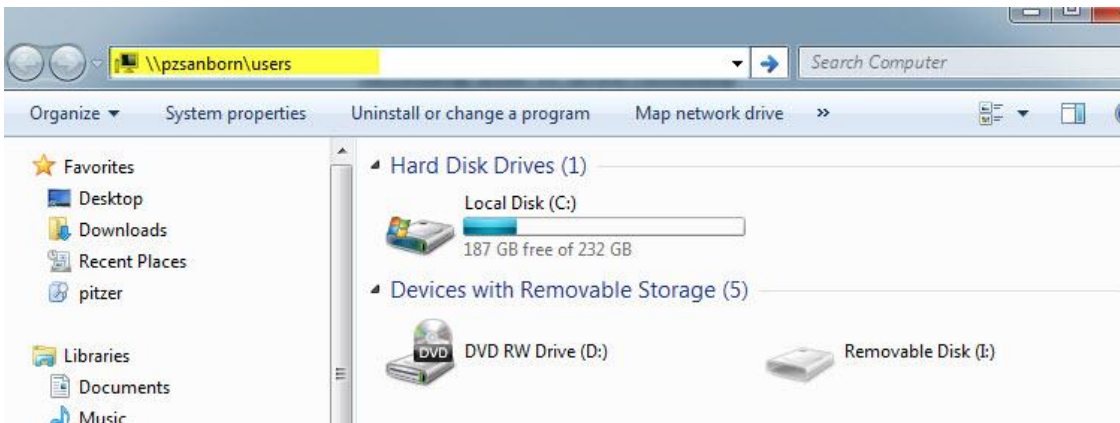 \\pzsanborn\users
Search Computer
Organize System properties Uninstall or change a program Map network drive »
Favorites
Desktop
Downloads
Recent Places
pitzer
Libraries
Documents
Music
Hard Disk Drives (1)
Local Disk (C:)
187 GB free of 232 GB
Devices with Removable Storage (5)
DVD
DVD RW Drive (D:)
Removable Disk (I:)